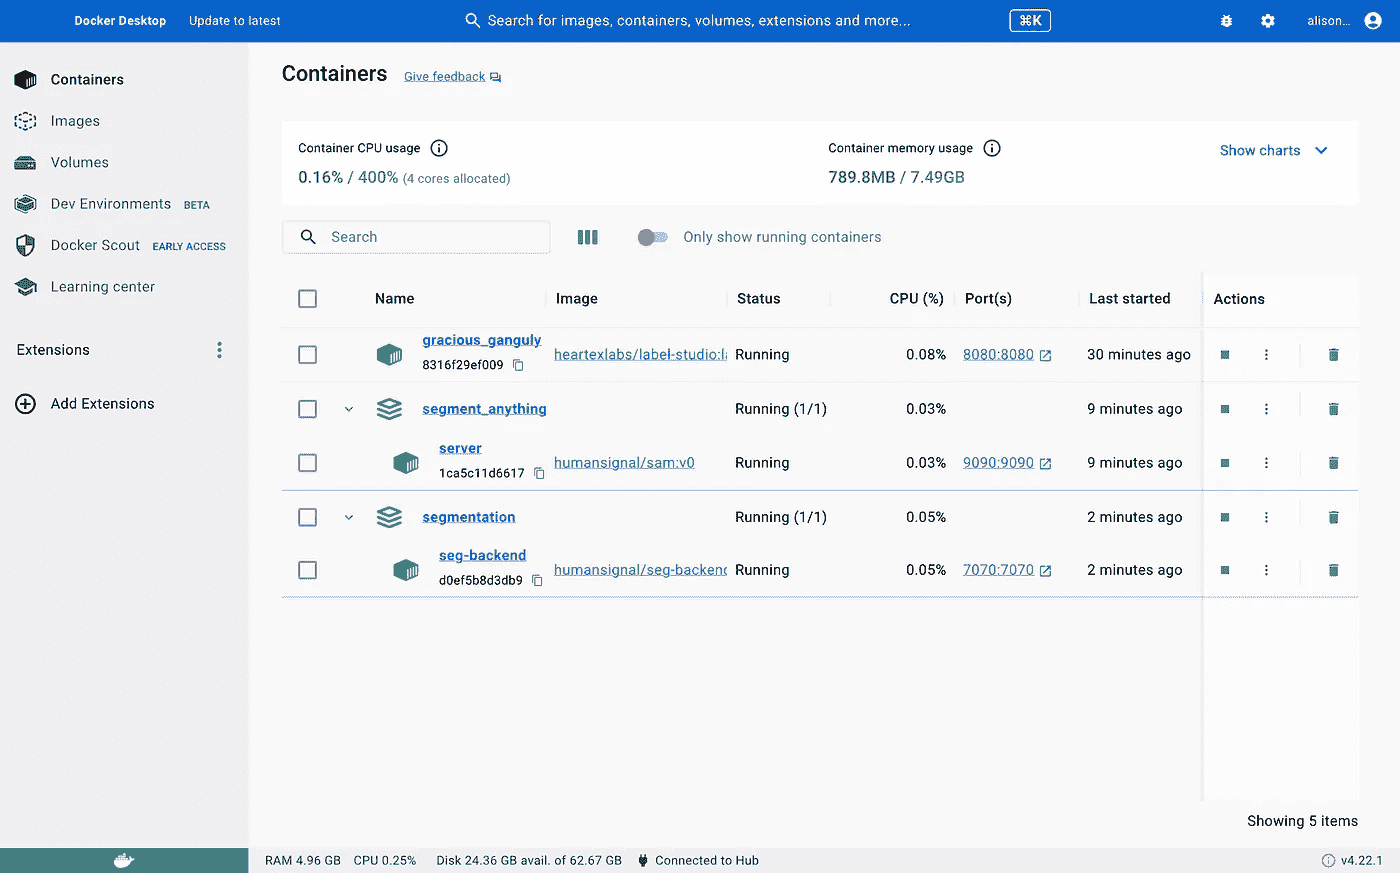 Docker Desktop Update to latest Search for images, containers, volumes, extensions and more... ⌘K alison...
Containers
Images
Volumes
Dev Environments BETA
Docker Scout EARLY ACCESS
Learning center
Extensions
Add Extensions
Containers Give feedback
Container CPU usage
0.16% / 400% (4 cores allocated)
Container memory usage
789.8MB / 7.49GB
Show charts
Search Only show running containers
Name Image Status CPU (%) Port(s) Last started Actions
gracious_ganguly
8316f29ef009
heartexlabs/label-studio:la Running 0.08% 8080:8080 30 minutes ago
segment_anything Running (1/1) 0.03% 9 minutes ago
server
1ca5c11d6617
humansignal/sam:v0 Running 0.03% 9090:9090 9 minutes ago
segmentation Running (1/1) 0.05% 2 minutes ago
seg-backend
d0ef5b8d3db9
humansignal/seg-backend Running 0.05% 7070:7070 2 minutes ago
Showing 5 items
RAM 4.96 GB CPU 0.25% Disk 24.36 GB avail. of 62.67 GB Connected to Hub v4.22.1